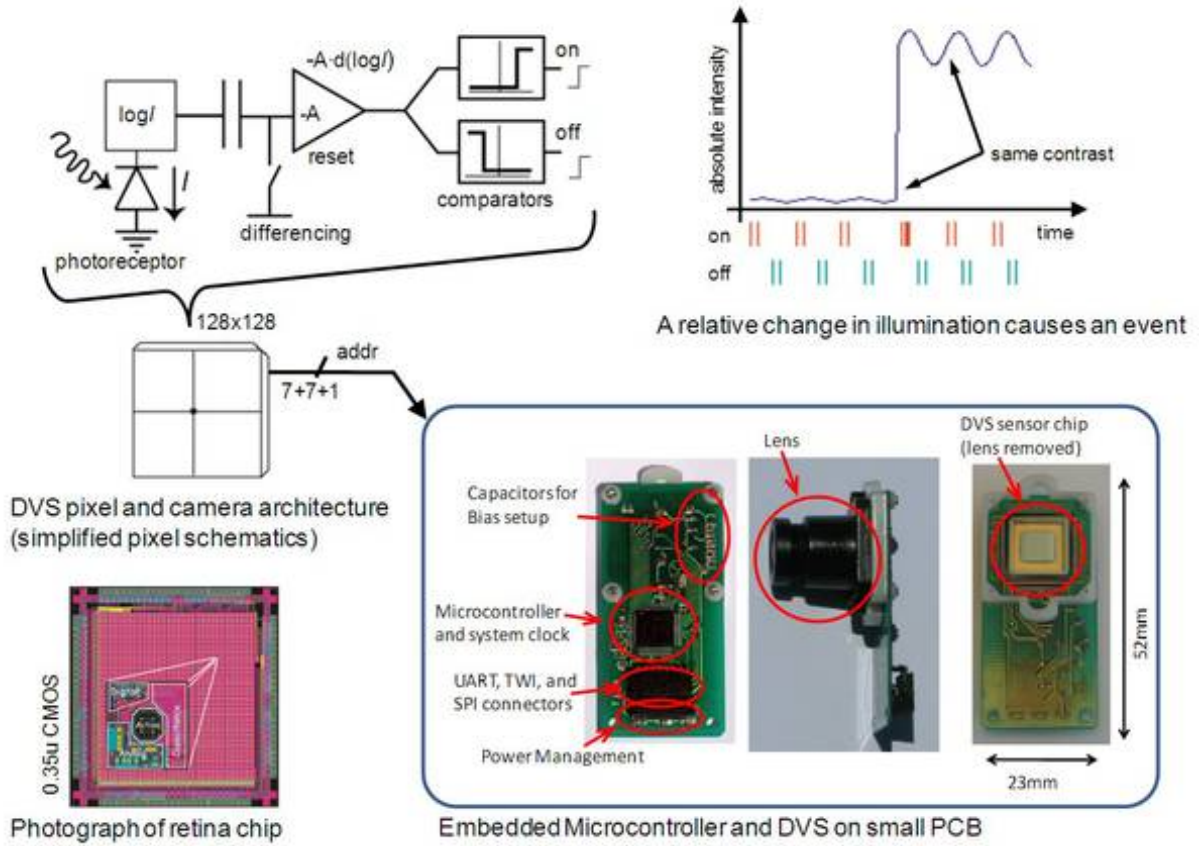 -A·d(logI)
on
logI
-A
off
reset
I
comparators
differencing
photoreceptor
128x128
addr
7+7+1
DVS pixel and camera architecture
(simplified pixel schematics)
absolute intensity
same contrast
on
time
off
A relative change in illumination causes an event
Capacitors for
Bias setup
Microcontroller
and system clock
UART, TWI, and
SPI connectors
Power Management
Lens
DVS sensor chip
(lens removed)
52mm
23mm
Embedded Microcontroller and DVS on small PCB
0.35u CMOS
Photograph of retina chip